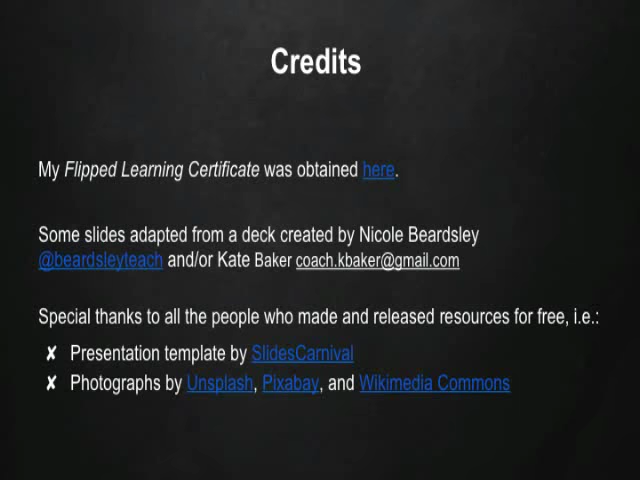 Credits
My Flipped Learning Certificate was obtained here.
Some slides adapted from a deck created by Nicole Beardsley
@beardsleyteach and/or Kate Baker coach.kbaker@gmail.com
Special thanks to all the people who made and released resources for free, i.e.:
✘ Presentation template by SlidesCarnival
✘ Photographs by Unsplash, Pixabay, and Wikimedia Commons